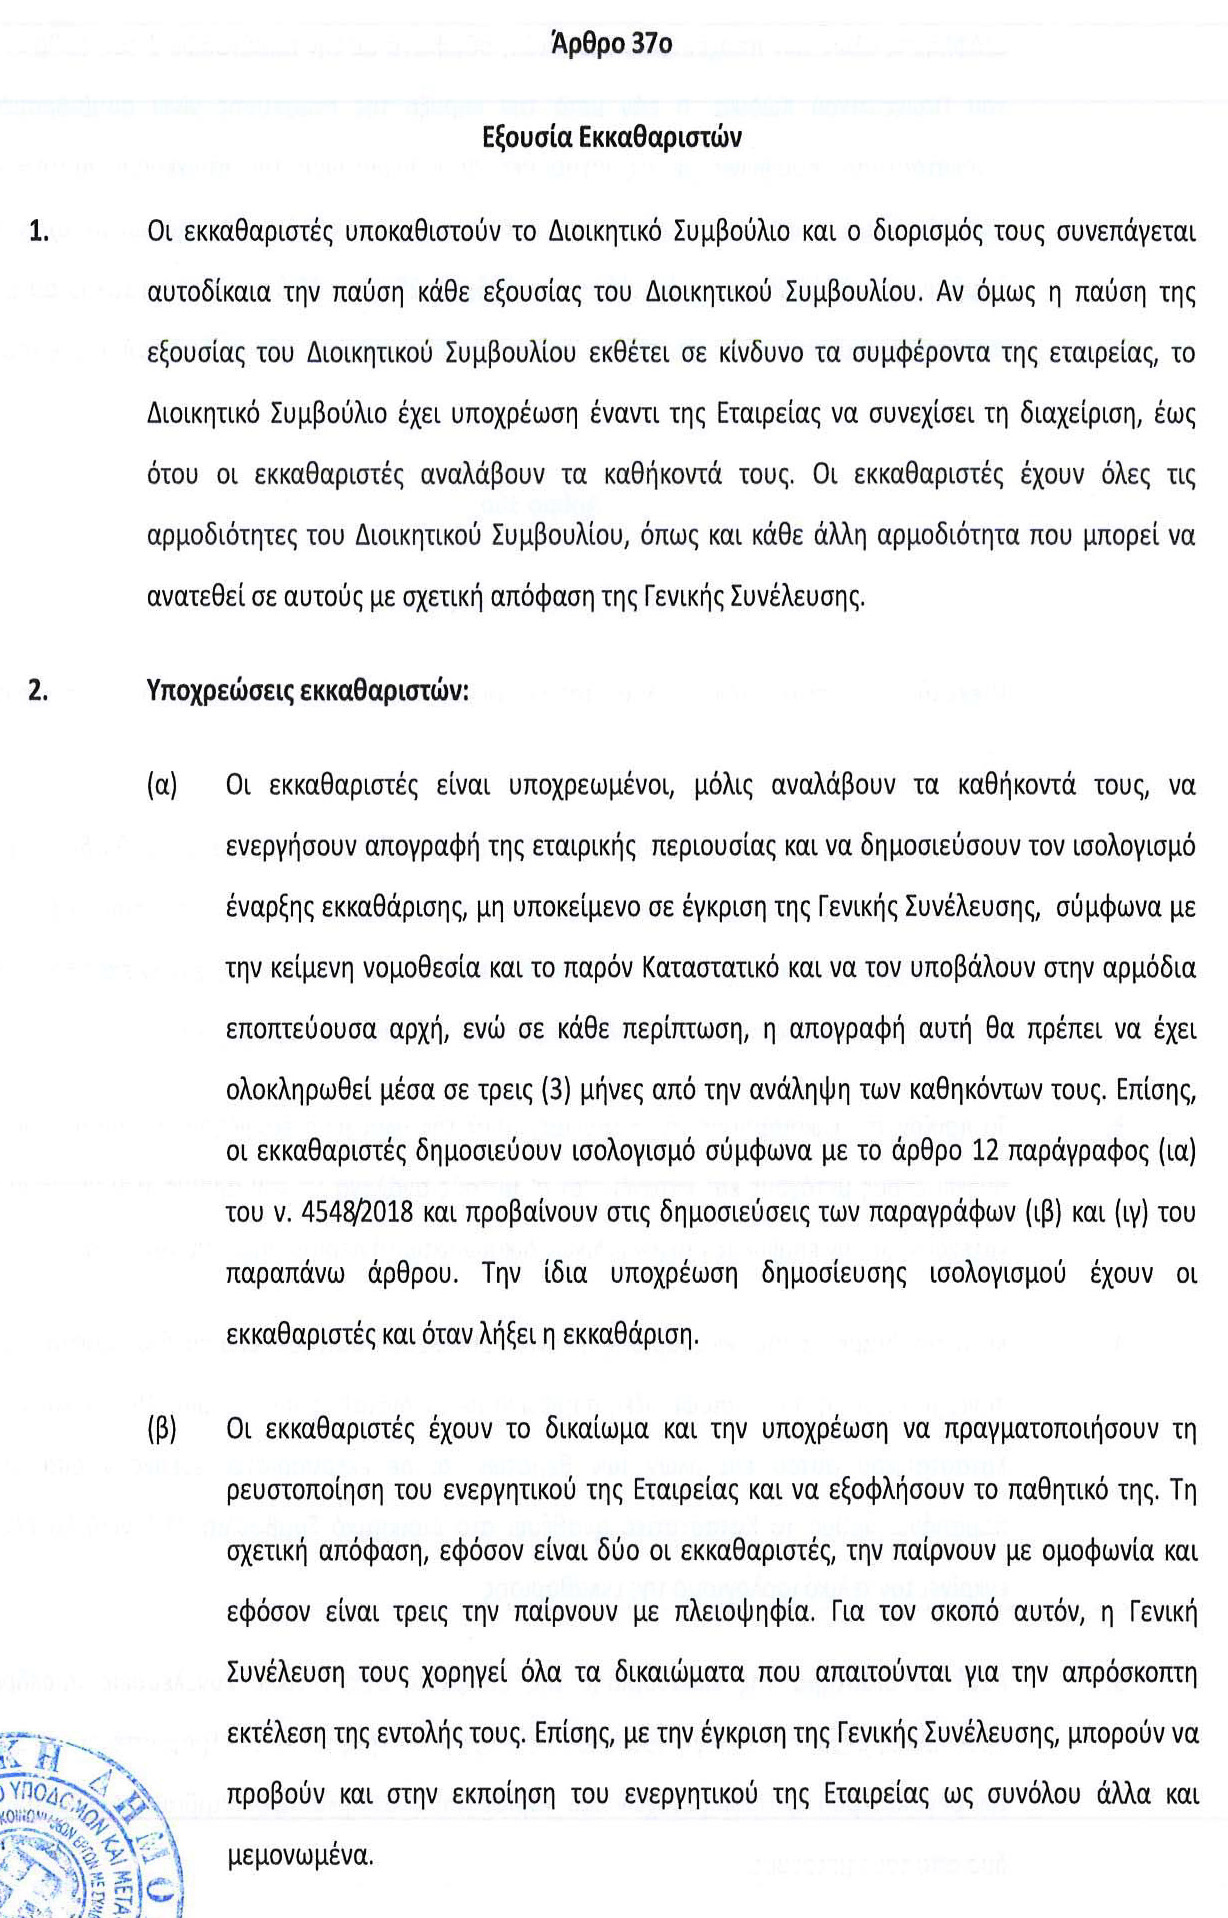 Άρθρο 37ο
Εξουσία Εκκαθαριστών
1. Οι εκκαθαριστές υποκαθιστούν το Διοικητικό Συμβούλιο και ο διορισμός τους συνεπάγεται
αυτοδίκαια την παύση κάθε εξουσίας του Διοικητικού Συμβουλίου. Αν όμως η παύση της
εξουσίας του Διοικητικού Συμβουλίου εκθέτει σε κίνδυνο τα συμφέροντα της εταιρείας, το
Διοικητικό Συμβούλιο έχει υποχρέωση έναντι της Εταιρείας να συνεχίσει τη διαχείριση, έως
ότου οι εκκαθαριστές αναλάβουν τα καθήκοντά τους. Οι εκκαθαριστές έχουν όλες τις
αρμοδιότητες του Διοικητικού Συμβουλίου, όπως και κάθε άλλη αρμοδιότητα που μπορεί να
ανατεθεί σε αυτούς με σχετική απόφαση της Γενικής Συνέλευσης.
2. Υποχρεώσεις εκκαθαριστών:
(α) Οι εκκαθαριστές είναι υποχρεωμένοι, μόλις αναλάβουν τα καθήκοντά τους, να
ενεργήσουν απογραφή της εταιρικής περιουσίας και να δημοσιεύσουν τον ισολογισμό
έναρξης εκκαθάρισης, μη υποκείμενο σε έγκριση της Γενικής Συνέλευσης, σύμφωνα με
την κείμενη νομοθεσία και το παρόν Καταστατικό και να τον υποβάλουν στην αρμόδια
εποπτεύουσα αρχή, ενώ σε κάθε περίπτωση, η απογραφή αυτή θα πρέπει να έχει
ολοκληρωθεί μέσα σε τρεις (3) μήνες από την ανάληψη των καθηκόντων τους. Επίσης,
οι εκκαθαριστές δημοσιεύουν ισολογισμό σύμφωνα με το άρθρο 12 παράγραφος (ια)
του ν. 4548/2018 και προβαίνουν στις δημοσιεύσεις των παραγράφων (ιβ) και (ιγ) του
παραπάνω άρθρου. Την ίδια υποχρέωση δημοσίευσης ισολογισμού έχουν οι
εκκαθαριστές και όταν λήξει η εκκαθάριση.
(β) Οι εκκαθαριστές έχουν το δικαίωμα και την υποχρέωση να πραγματοποιήσουν τη
ρευστοποίηση του ενεργητικού της Εταιρείας και να εξοφλήσουν το παθητικό της. Τη
σχετική απόφαση, εφόσον είναι δύο οι εκκαθαριστές, την παίρνουν με ομοφωνία και
εφόσον είναι τρεις την παίρνουν με πλειοψηφία. Για τον σκοπό αυτόν, η Γενική
Συνέλευση τους χορηγεί όλα τα δικαιώματα που απαιτούνται για την απρόσκοπτη
εκτέλεση της εντολής τους. Επίσης, με την έγκριση της Γενικής Συνέλευσης, μπορούν να
προβούν και στην εκποίηση του ενεργητικού της Εταιρείας ως συνόλου άλλα και
μεμονωμένα.
ΚΗ ΔΗΜΟ
ΥΠΟΔΟΜΩΝ ΚΑΙ ΜΕΤΑ